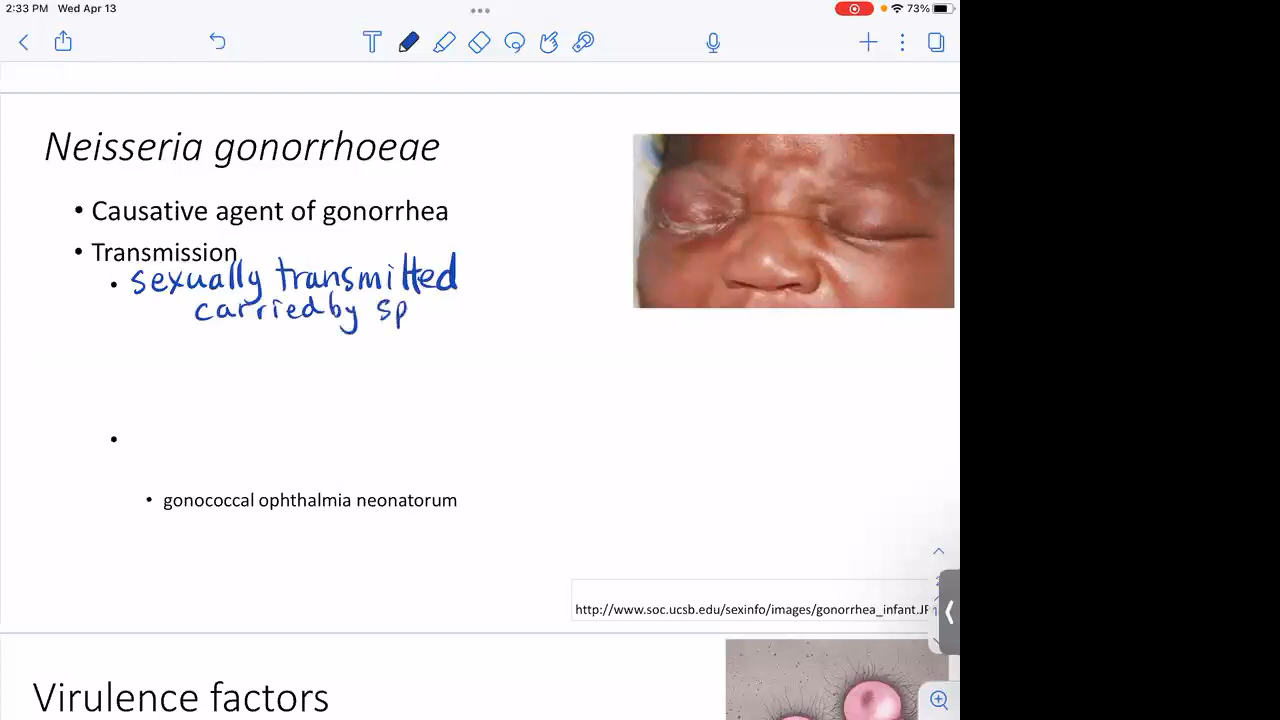 2:33 PM Wed Apr 13
73%
Neisseria gonorrhoeae
• Causative agent of gonorrhea
• Transmission
• sexually transmitted
carried by sp
•
• gonococcal ophthalmia neonatorum
http://www.soc.ucsb.edu/sexinfo/images/gonorrhea_infant.JP
Virulence factors